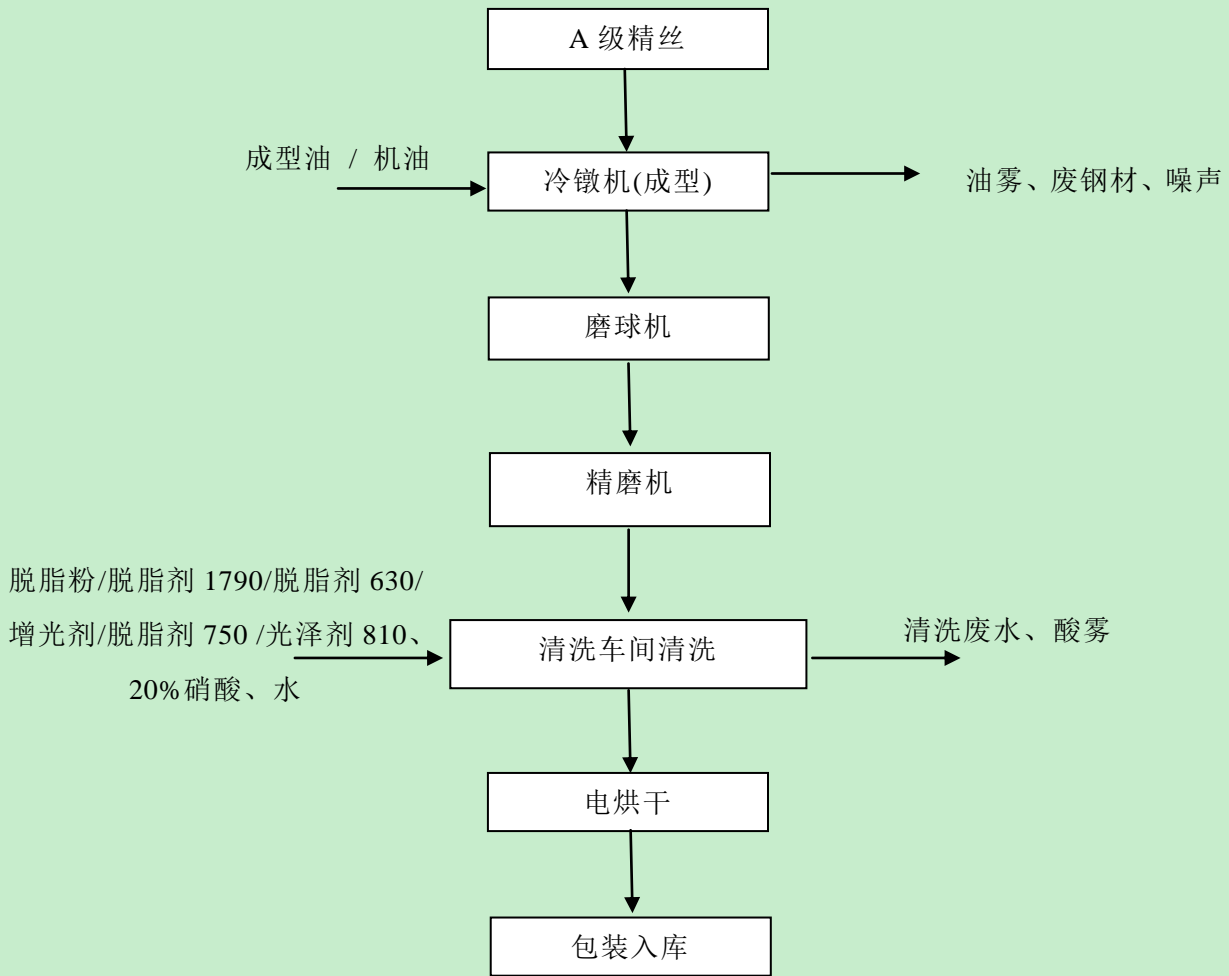 A 级精丝
成型油 / 机油
冷镦机(成型)
油雾、废钢材、噪声
磨球机
精磨机
脱脂粉/脱脂剂 1790/脱脂剂 630/
增光剂/脱脂剂 750 /光泽剂 810、
20%硝酸、水
清洗车间清洗
清洗废水、酸雾
电烘干
包装入库